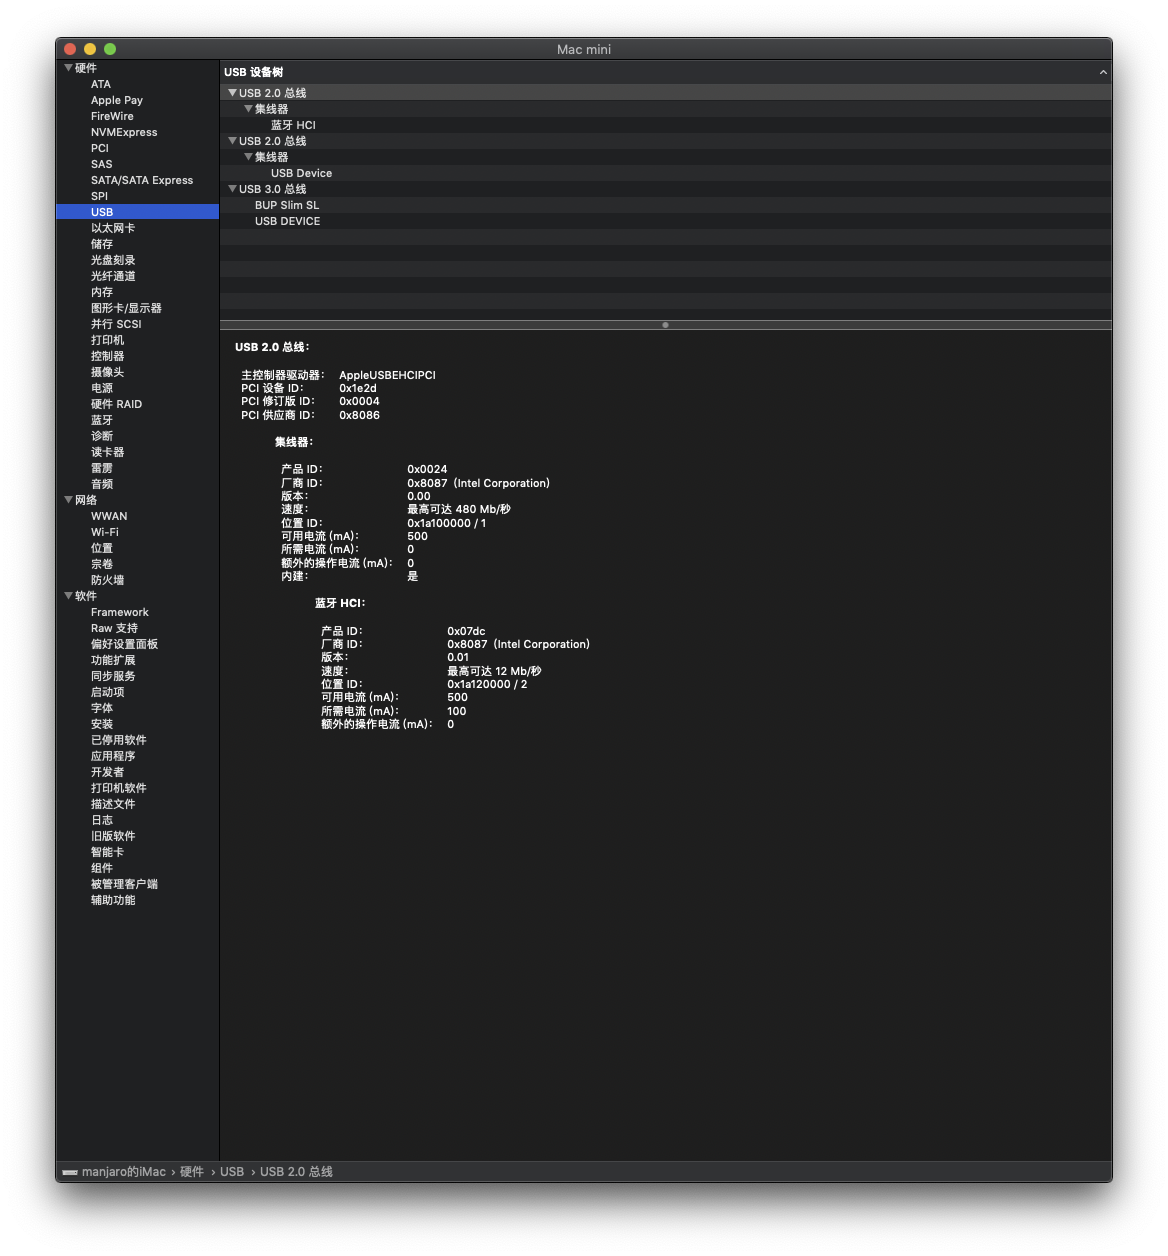 Mac mini
硬件
ATA
Apple Pay
FireWire
NVMExpress
PCI
SAS
SATA/SATA Express
SPI
USB
以太网卡
储存
光盘刻录
光纤通道
内存
图形卡/显示器
并行 SCSI
打印机
控制器
摄像头
电源
硬件 RAID
蓝牙
诊断
读卡器
雷雳
音频
网络
WWAN
Wi-Fi
位置
宗卷
防火墙
软件
Framework
Raw 支持
偏好设置面板
功能扩展
同步服务
启动项
字体
安装
已停用软件
应用程序
开发者
打印机软件
描述文件
日志
旧版软件
智能卡
组件
被管理客户端
辅助功能
USB 设备树
USB 2.0 总线
集线器
蓝牙 HCI
USB 2.0 总线
集线器
USB Device
USB 3.0 总线
BUP Slim SL
USB DEVICE
USB 2.0 总线：
主控制器驱动器： AppleUSBEHCIPCI
PCI 设备 ID： 0x1e2d
PCI 修订版 ID： 0x0004
PCI 供应商 ID： 0x8086
集线器：
产品 ID： 0x0024
厂商 ID： 0x8087（Intel Corporation）
版本： 0.00
速度： 最高可达 480 Mb/秒
位置 ID： 0x1a100000 / 1
可用电流 (mA)： 500
所需电流 (mA)： 0
额外的操作电流 (mA)： 0
内建： 是
蓝牙 HCI：
产品 ID： 0x07dc
厂商 ID： 0x8087（Intel Corporation）
版本： 0.01
速度： 最高可达 12 Mb/秒
位置 ID： 0x1a120000 / 2
可用电流 (mA)： 500
所需电流 (mA)： 100
额外的操作电流 (mA)： 0
manjaro的iMac › 硬件 › USB › USB 2.0 总线